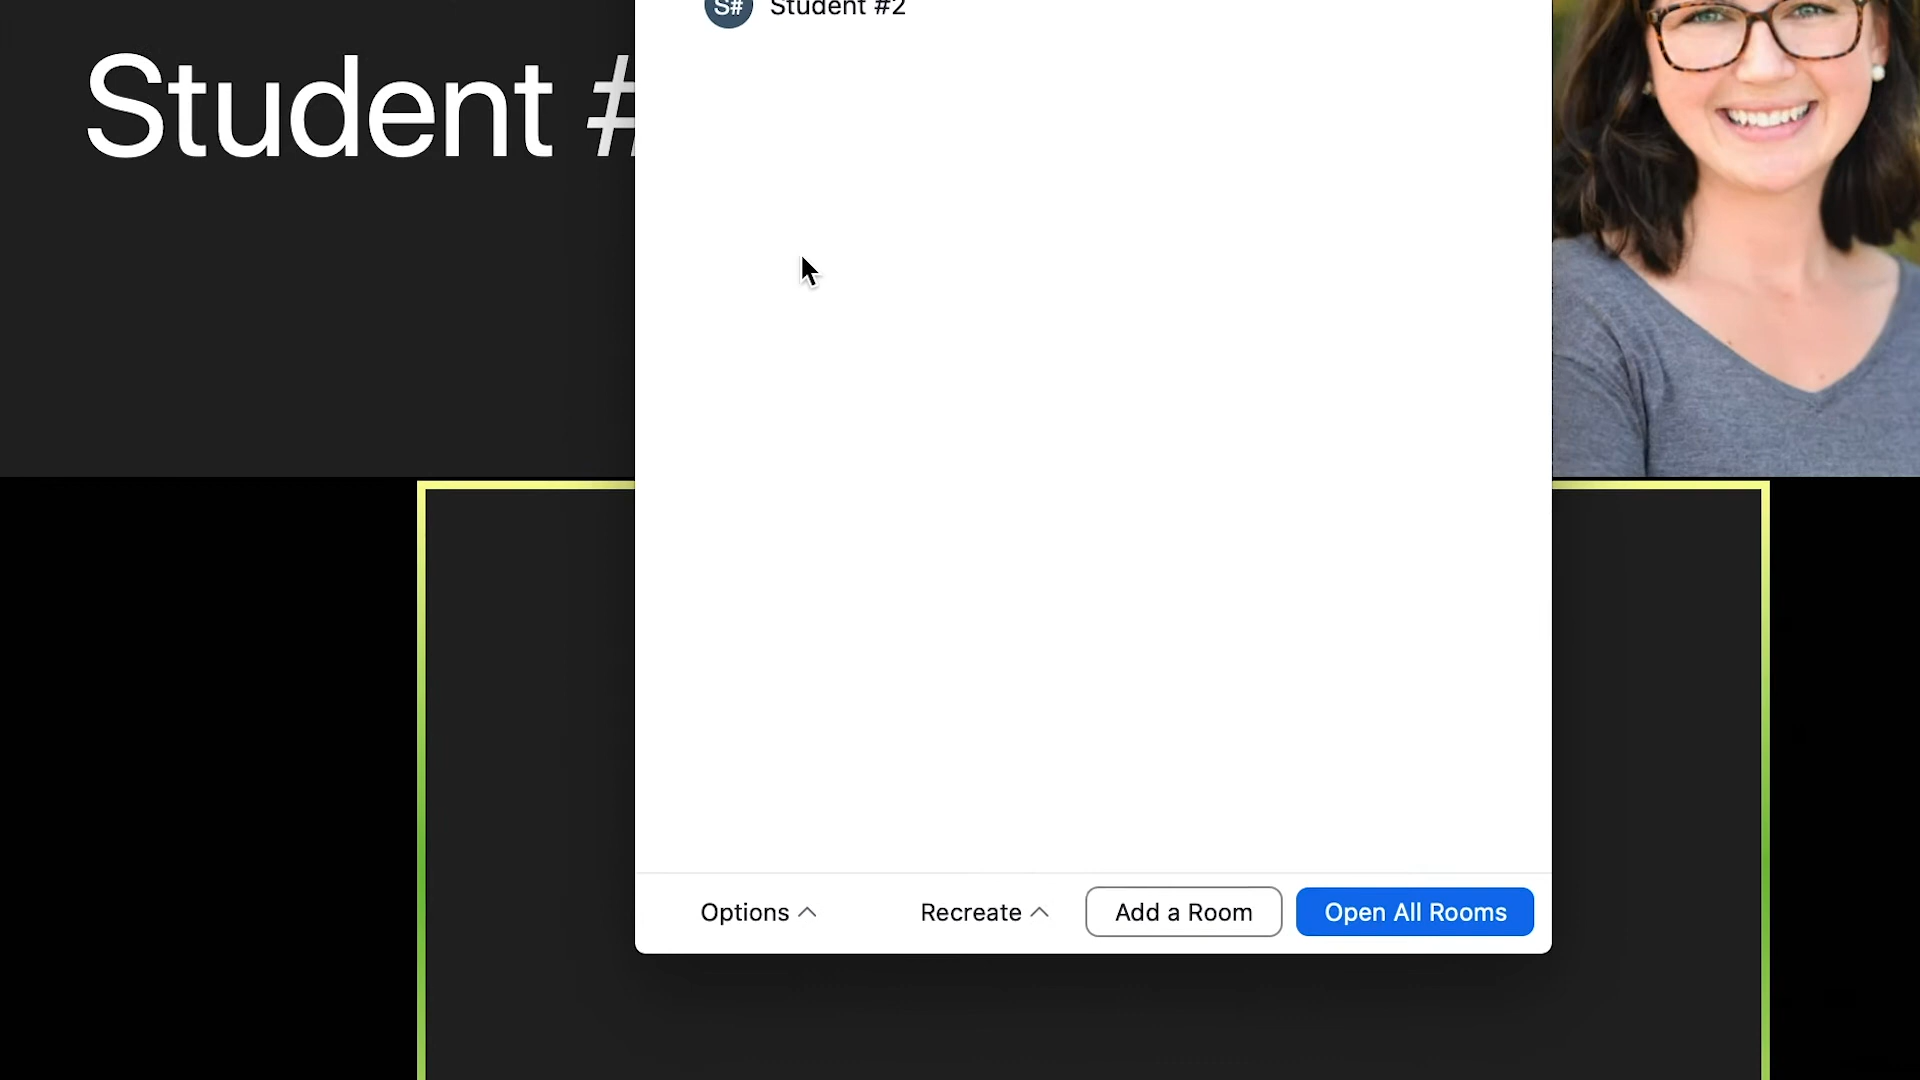 S# Student #2
Student #
Options
Recreate
Add a Room
Open All Rooms